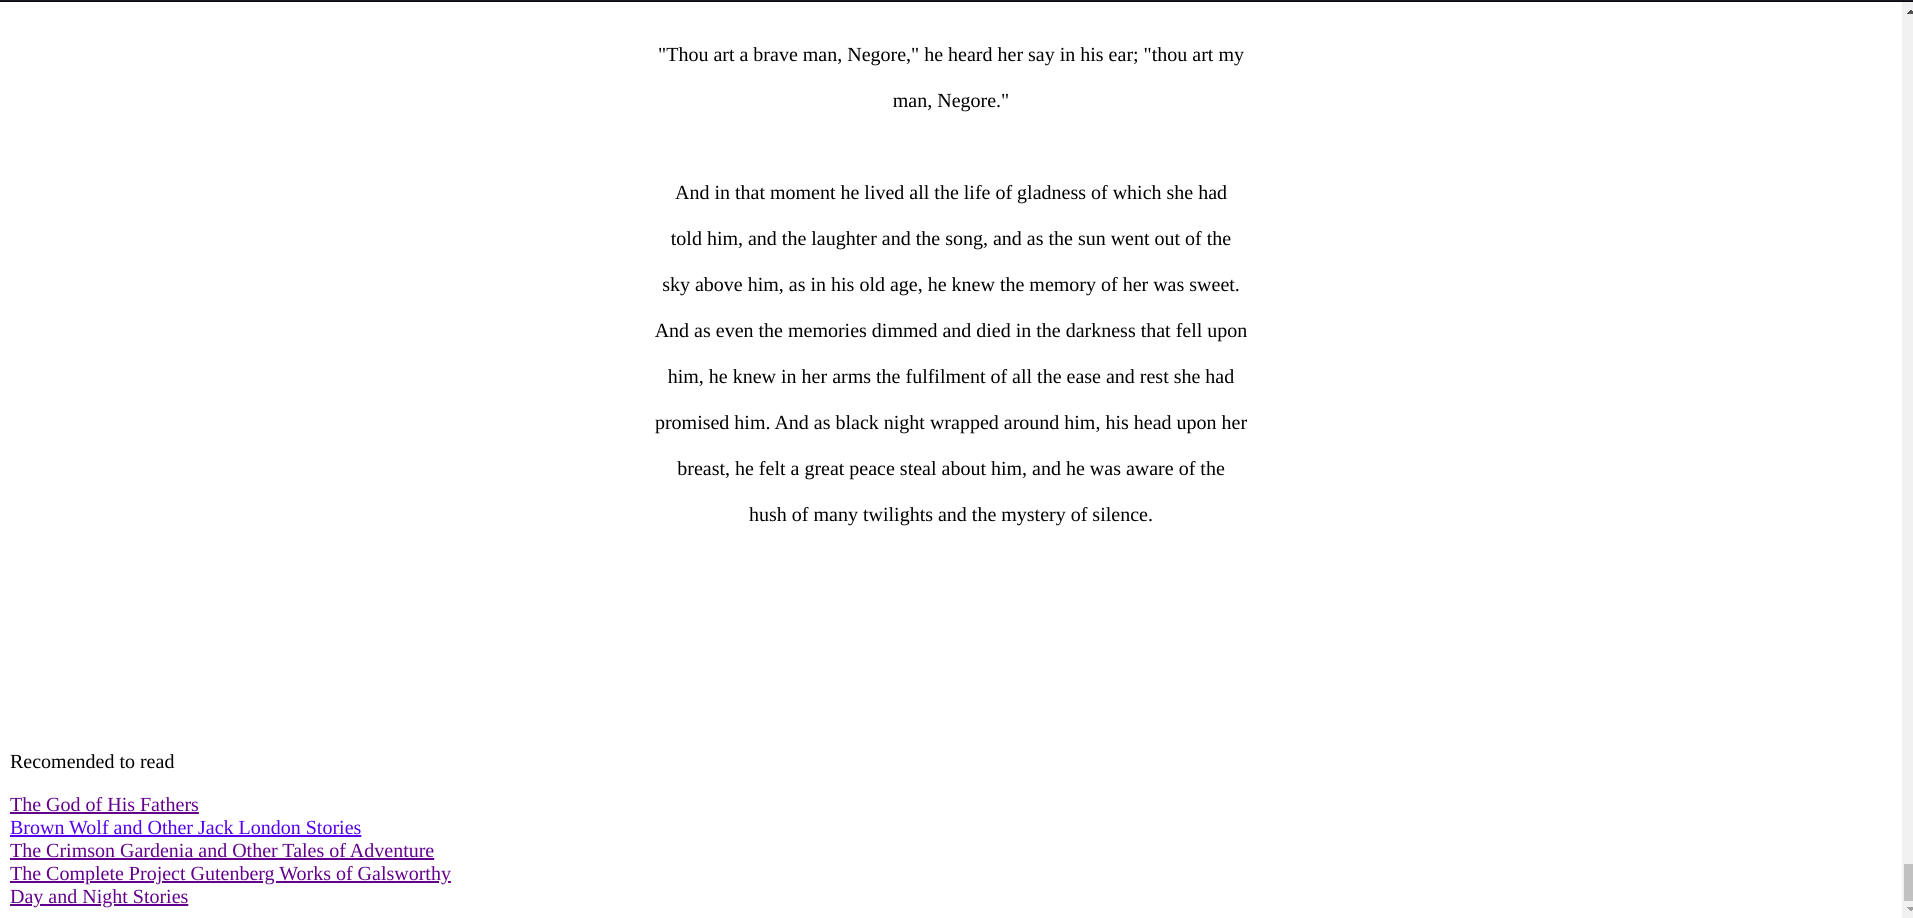 "Thou art a brave man, Negore," he heard her say in his ear; "thou art my
man, Negore."
And in that moment he lived all the life of gladness of which she had
told him, and the laughter and the song, and as the sun went out of the
sky above him, as in his old age, he knew the memory of her was sweet.
And as even the memories dimmed and died in the darkness that fell upon
him, he knew in her arms the fulfilment of all the ease and rest she had
promised him. And as black night wrapped around him, his head upon her
breast, he felt a great peace steal about him, and he was aware of the
hush of many twilights and the mystery of silence.
Recomended to read
The God of His Fathers
Brown Wolf and Other Jack London Stories
The Crimson Gardenia and Other Tales of Adventure
The Complete Project Gutenberg Works of Galsworthy
Day and Night Stories